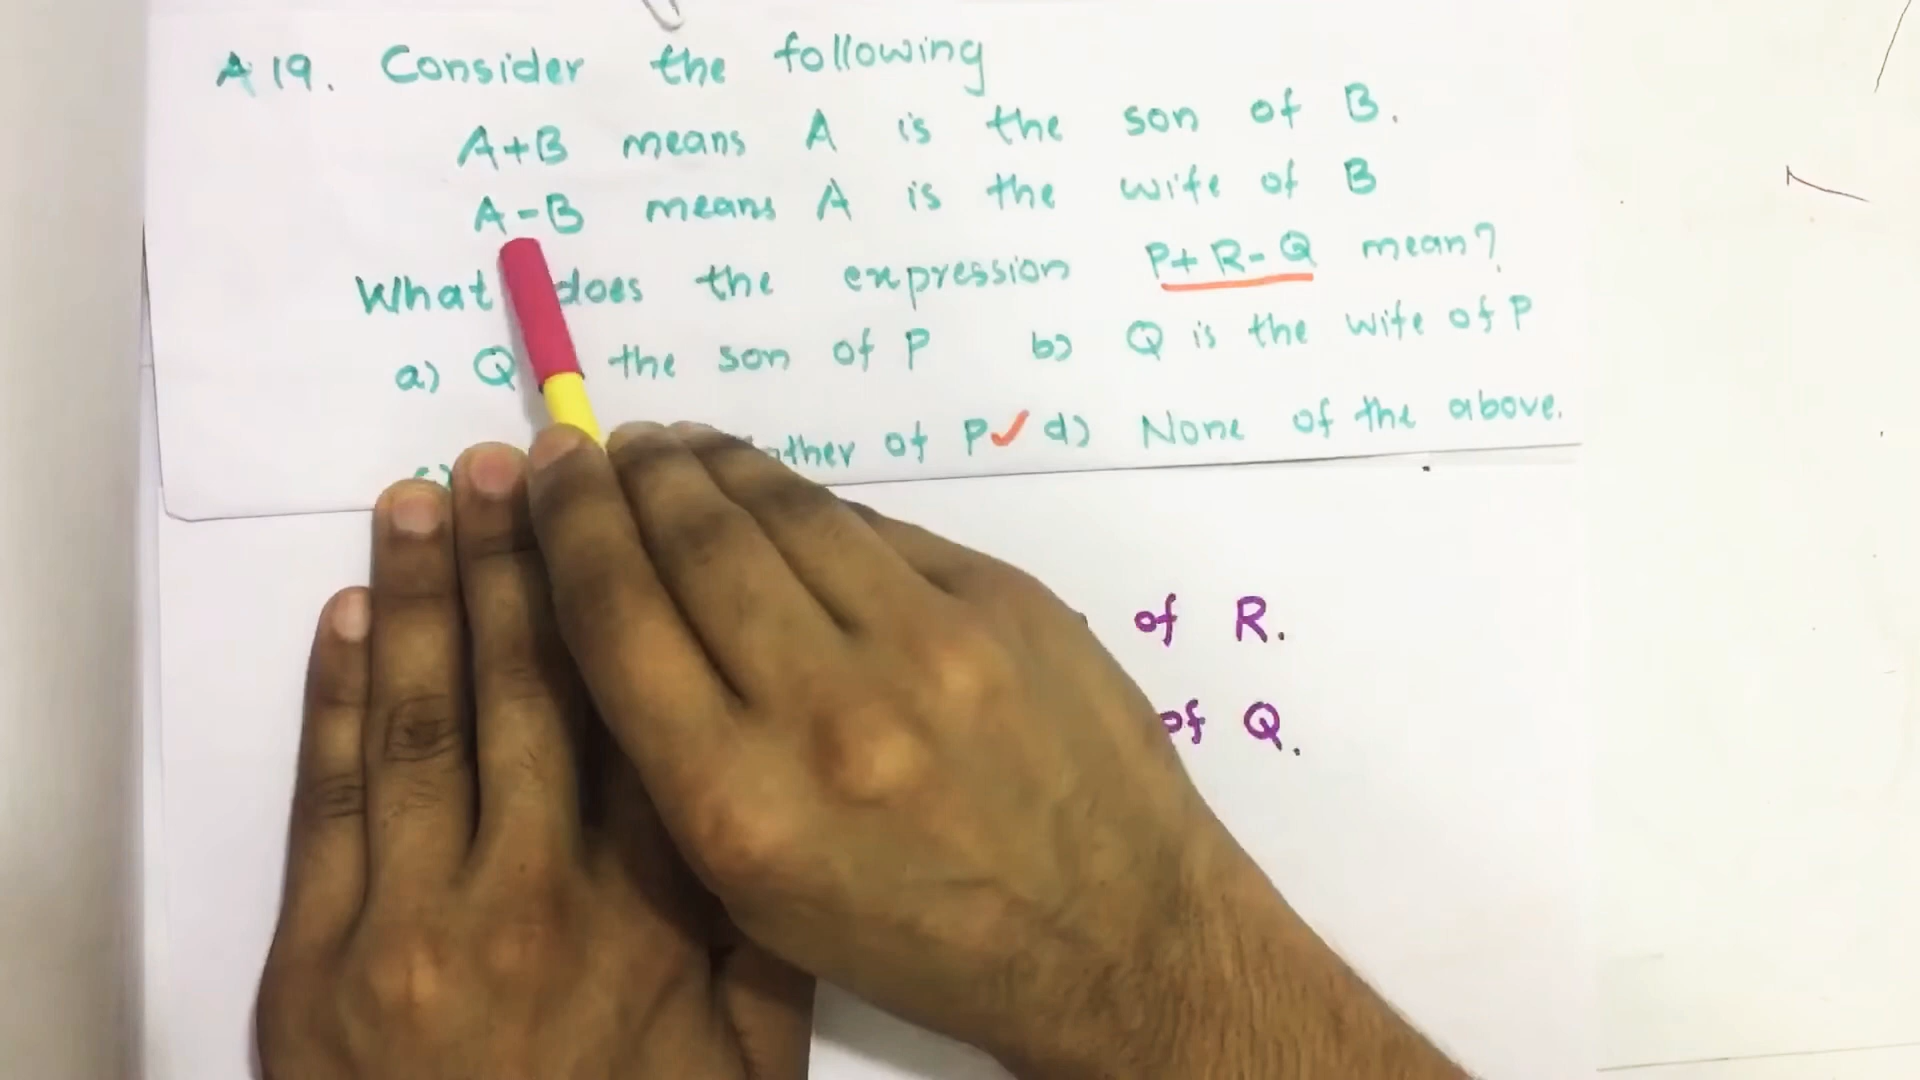 A 19. Consider the following
A+B means A is the son of B.
A-B means A is the wife of B
What does the expression P+R-Q mean?
a) Q the son of P b) Q is the wife of P
of P ✓ d) None of the above.
of R.
of Q.